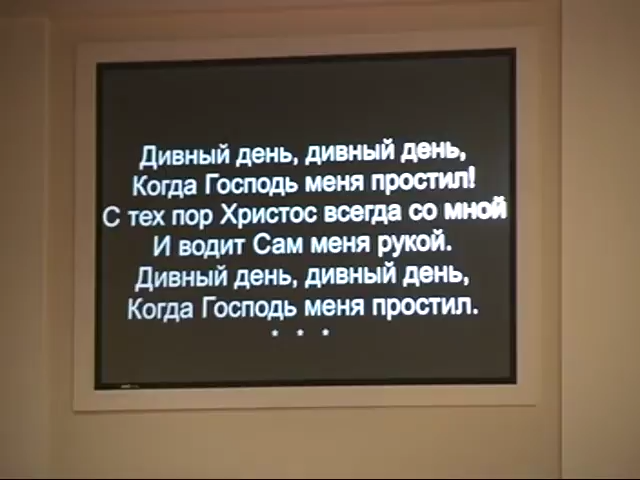 Дивный день, дивный день,
Когда Господь меня простил!
С тех пор Христос всегда со мной
И водит Сам меня рукой.
Дивный день, дивный день,
Когда Господь меня простил.
* * *